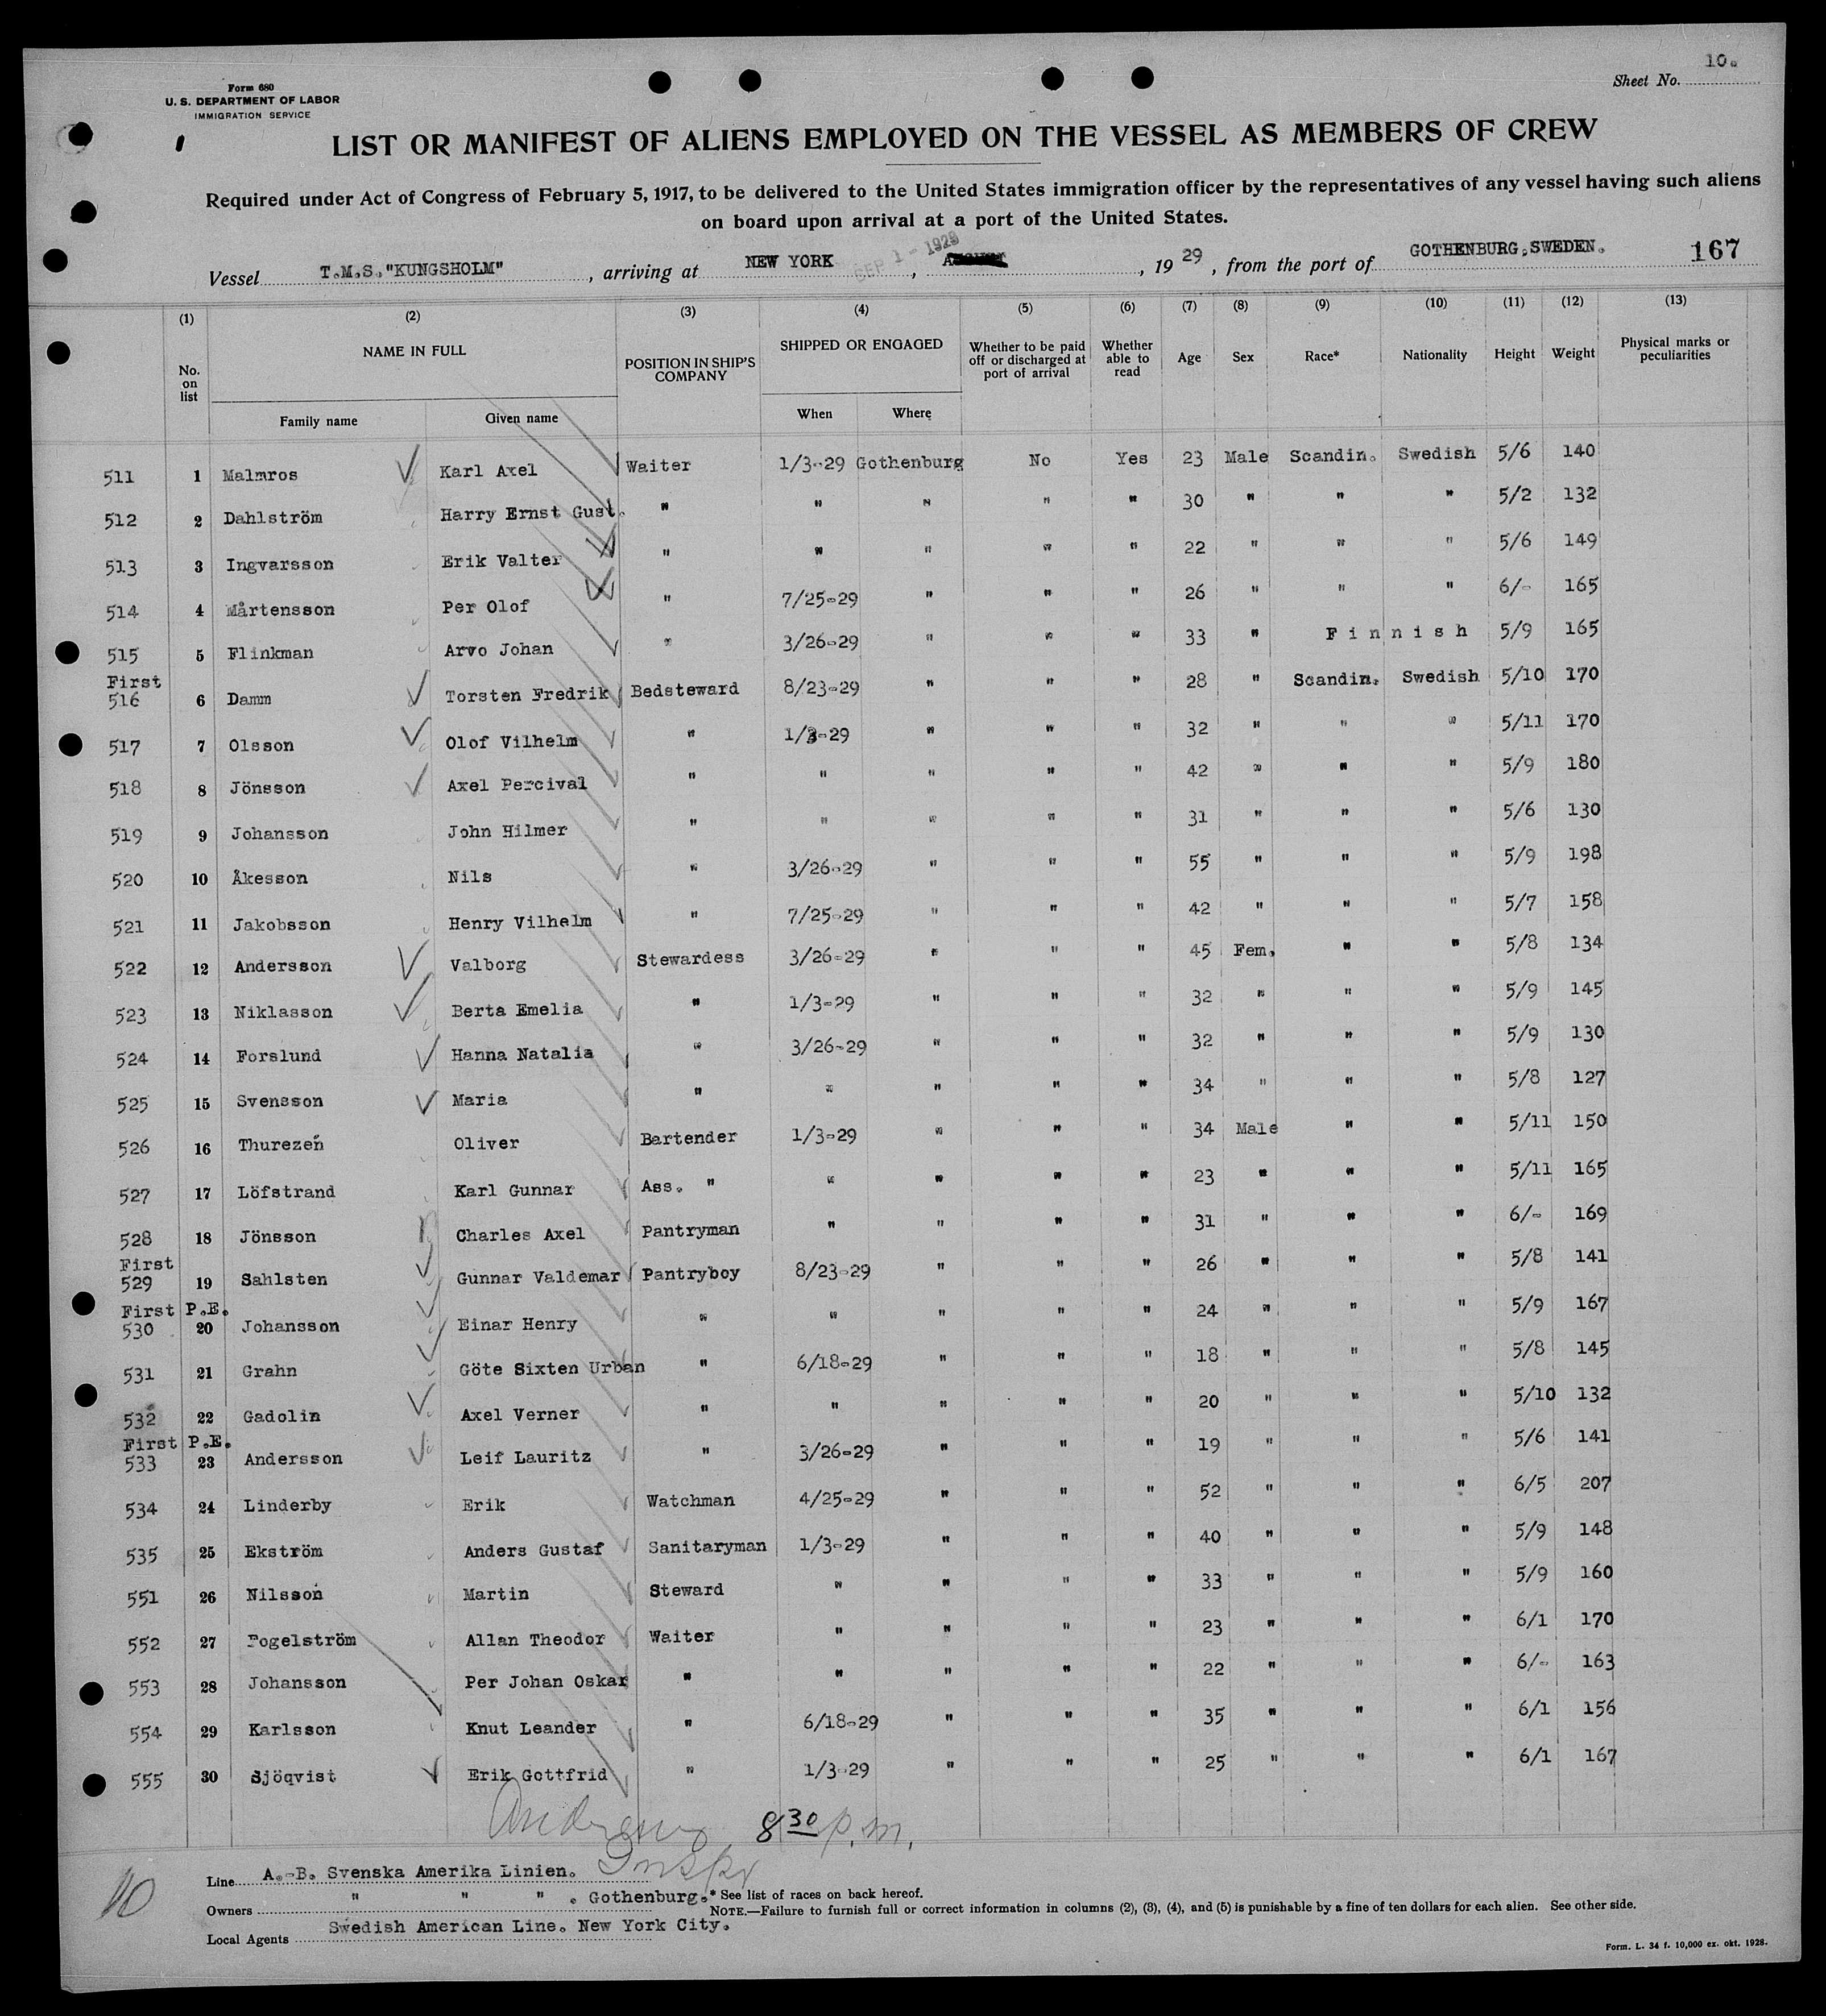 10.
Sheet No.
Form 680
U. S. DEPARTMENT OF LABOR
IMMIGRATION SERVICE
LIST OR MANIFEST OF ALIENS EMPLOYED ON THE VESSEL AS MEMBERS OF CREW
Required under Act of Congress of February 5, 1917, to be delivered to the United States immigration officer by the representatives of any vessel having such aliens
on board upon arrival at a port of the United States.
Vessel T.M.S."KUNGSHOLM", arriving at NEW YORK SEP 1 - 1929, 1929, from the port of GOTHENBURG, SWEDEN. 167
(1) (2) (3) (4) (5) (6) (7) (8) (9) (10) (11) (12) (13)
No. on list NAME IN FULL POSITION IN SHIP'S COMPANY SHIPPED OR ENGAGED Whether to be paid off or discharged at port of arrival Whether able to read Age Sex Race* Nationality Height Weight Physical marks or peculiarities
Family name Given name When Where
511 1 Malmros Karl Axel Waiter 1/3-29 Gothenburg No Yes 23 Male Scandin. Swedish 5/6 140
512 2 Dahlström Harry Ernst Gust. " " " " " 30 " " " 5/2 132
513 3 Ingvarsson Erik Valter " " " " " 22 " " " 5/6 149
514 4 Mårtensson Per Olof " 7/25-29 " " " 26 " " " 6/- 165
515 5 Flinkman Arvo Johan " 3/26-29 " " " 33 " Finnish 5/9 165
First
516 6 Damm Torsten Fredrik Bedsteward 8/23-29 " " " 28 " Scandin. Swedish 5/10 170
517 7 Olsson Olof Vilhelm " 1/3-29 " " " 32 " " " 5/11 170
518 8 Jönsson Axel Percival " " " " " 42 " " " 5/9 180
519 9 Johansson John Hilmer " " " " " 31 " " " 5/6 130
520 10 Åkesson Nils " 3/26-29 " " " 55 " " " 5/9 198
521 11 Jakobsson Henry Vilhelm " 7/25-29 " " " 42 " " " 5/7 158
522 12 Andersson Valborg Stewardess 3/26-29 " " " 45 Fem. " " 5/8 134
523 13 Niklasson Berta Emelia " 1/3-29 " " " 32 " " " 5/9 145
524 14 Forslund Hanna Natalia " 3/26-29 " " " 32 " " " 5/9 130
525 15 Svensson Maria " " " " " 34 " " " 5/8 127
526 16 Thurezén Oliver Bartender 1/3-29 " " " 34 Male " " 5/11 150
527 17 Löfstrand Karl Gunnar Ass. " " " " " 23 " " " 5/11 165
528 18 Jönsson Charles Axel Pantryman " " " " 31 " " " 6/- 169
First
529 19 Sahlsten Gunnar Valdemar Pantryboy 8/23-29 " " " 26 " " " 5/8 141
First P.E.
530 20 Johansson Einar Henry " " " " " 24 " " " 5/9 167
531 21 Grahn Göte Sixten Urban " 6/18-29 " " " 18 " " " 5/8 145
532 22 Gadolin Axel Verner " " " " " 20 " " " 5/10 132
First P.E.
533 23 Andersson Leif Lauritz " 3/26-29 " " " 19 " " " 5/6 141
534 24 Linderby Erik Watchman 4/25-29 " " " 52 " " " 6/5 207
535 25 Ekström Anders Gustaf Sanitaryman 1/3-29 " " " 40 " " " 5/9 148
551 26 Nilsson Martin Steward " " " " 33 " " " 5/9 160
552 27 Fogelström Allan Theodor Waiter " " " " 23 " " " 6/1 170
553 28 Johansson Per Johan Oskar " " " " " 22 " " " 6/- 163
554 29 Karlsson Knut Leander " 6/18-29 " " " 35 " " " 6/1 156
555 30 Sjöqvist Erik Gottfrid " 1/3-29 " " " 25 " " " 6/1 167
8 30 p.m.
Line A.-B. Svenska Amerika Linien.
Owners " " " . Gothenburg.
* See list of races on back hereof.
NOTE.—Failure to furnish full or correct information in columns (2), (3), (4), and (5) is punishable by a fine of ten dollars for each alien. See other side.
Local Agents Swedish American Line. New York City.
Form. L. 34 f. 10,000 ex. okt. 1928.